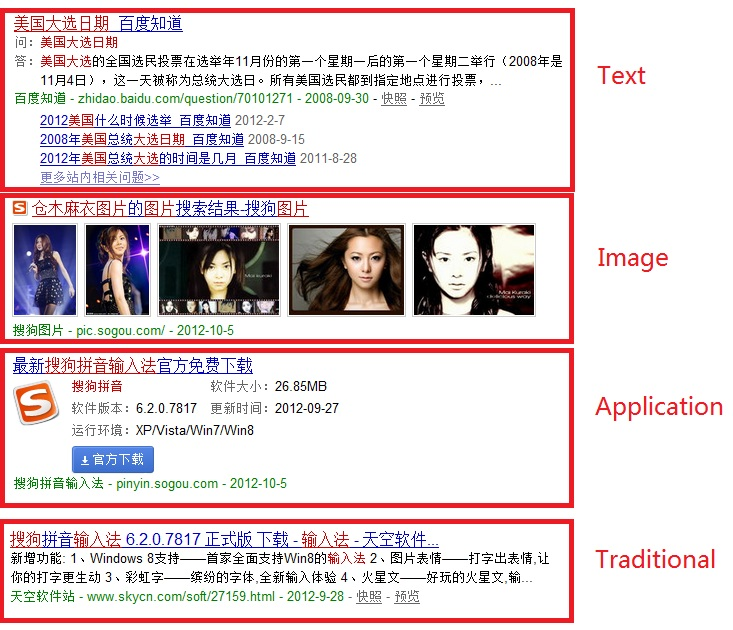 美国大选日期_百度知道
问：美国大选日期
答：美国大选的全国选民投票在选举年11月份的第一个星期一后的第一个星期二举行（2008年是
11月4日），这一天被称为总统大选日。所有美国选民都到指定地点进行投票，...
百度知道 - zhidao.baidu.com/question/70101271 - 2008-09-30 - 快照 - 预览
2012美国什么时候选举_百度知道 2012-2-7
2008年美国总统大选日期_百度知道 2008-9-15
2012年美国总统大选的时间是几月_百度知道 2011-8-28
更多站内相关问题>>
Text
仓木麻衣图片的图片搜索结果-搜狗图片
Mai Kuraki
Mai Kuraki
delicious way
搜狗图片 - pic.sogou.com/ - 2012-10-5
Image
最新搜狗拼音输入法官方免费下载
搜狗拼音 软件大小：26.85MB
软件版本：6.2.0.7817 更新时间：2012-09-27
运行环境：XP/Vista/Win7/Win8
官方下载
搜狗拼音输入法 - pinyin.sogou.com - 2012-10-5
Application
搜狗拼音输入法 6.2.0.7817 正式版 下载 - 输入法 - 天空软件...
新增功能: 1、Windows 8支持——首家全面支持Win8的输入法 2、图片表情——打字出表情,让
你的打字更生动 3、彩虹字——缤纷的字体,全新输入体验 4、火星文——好玩的火星文,输...
天空软件站 - www.skycn.com/soft/27159.html - 2012-9-28 - 快照 - 预览
Traditional